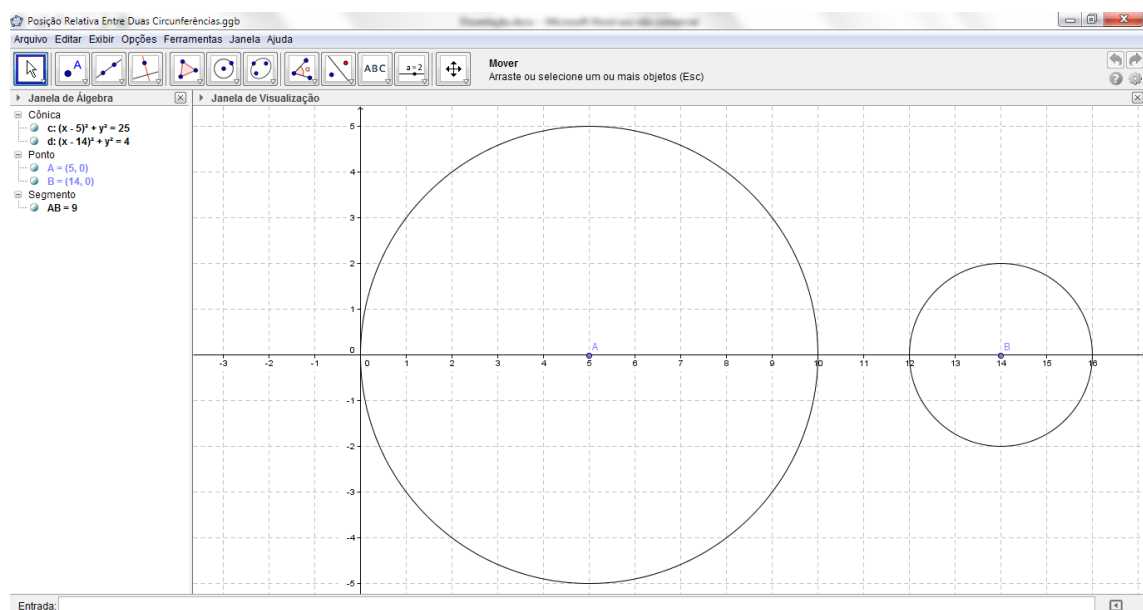 Posição Relativa Entre Duas Circunferências.ggb
Arquivo Editar Exibir Opções Ferramentas Janela Ajuda
A
ABC
a=2
Mover
Arraste ou selecione um ou mais objetos (Esc)
Janela de Álgebra
Janela de Visualização
Cônica
c: (x - 5)² + y² = 25
d: (x - 14)² + y² = 4
Ponto
A = (5, 0)
B = (14, 0)
Segmento
AB = 9
5
4
3
2
1
0
A
B
-3 -2 -1 0 1 2 3 4 5 6 7 8 9 10 11 12 13 14 15 16
-1
-2
-3
-4
-5
Entrada: